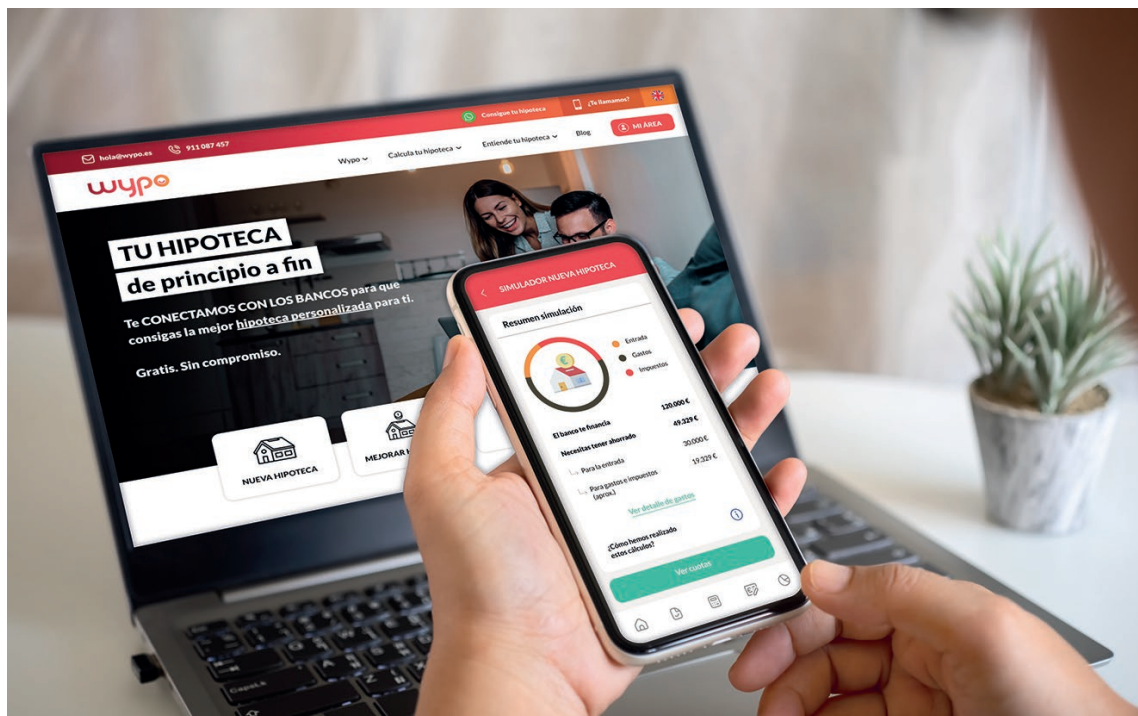 hola@wypo.es 911 087 457 Consigue tu hipoteca ¿Te llamamos?
wypo Wypo Calcula tu hipoteca Entiende tu hipoteca Blog MI ÁREA
TU HIPOTECA
de principio a fin
Te CONECTAMOS CON LOS BANCOS para que
consigas la mejor hipoteca personalizada para ti.
Gratis. Sin compromiso.
NUEVA HIPOTECA
MEJORAR H
SIMULADOR NUEVA HIPOTECA
Resumen simulación
Entrada
Gastos
Impuestos
El banco te financia 120.000 €
Necesitas tener ahorrado 49.329 €
Para la entrada 30.000 €
Para gastos e impuestos 19.329 €
(aprox.)
Ver detalle de gastos
¿Cómo hemos realizado
estos cálculos?
Ver cuotas
CapsLk